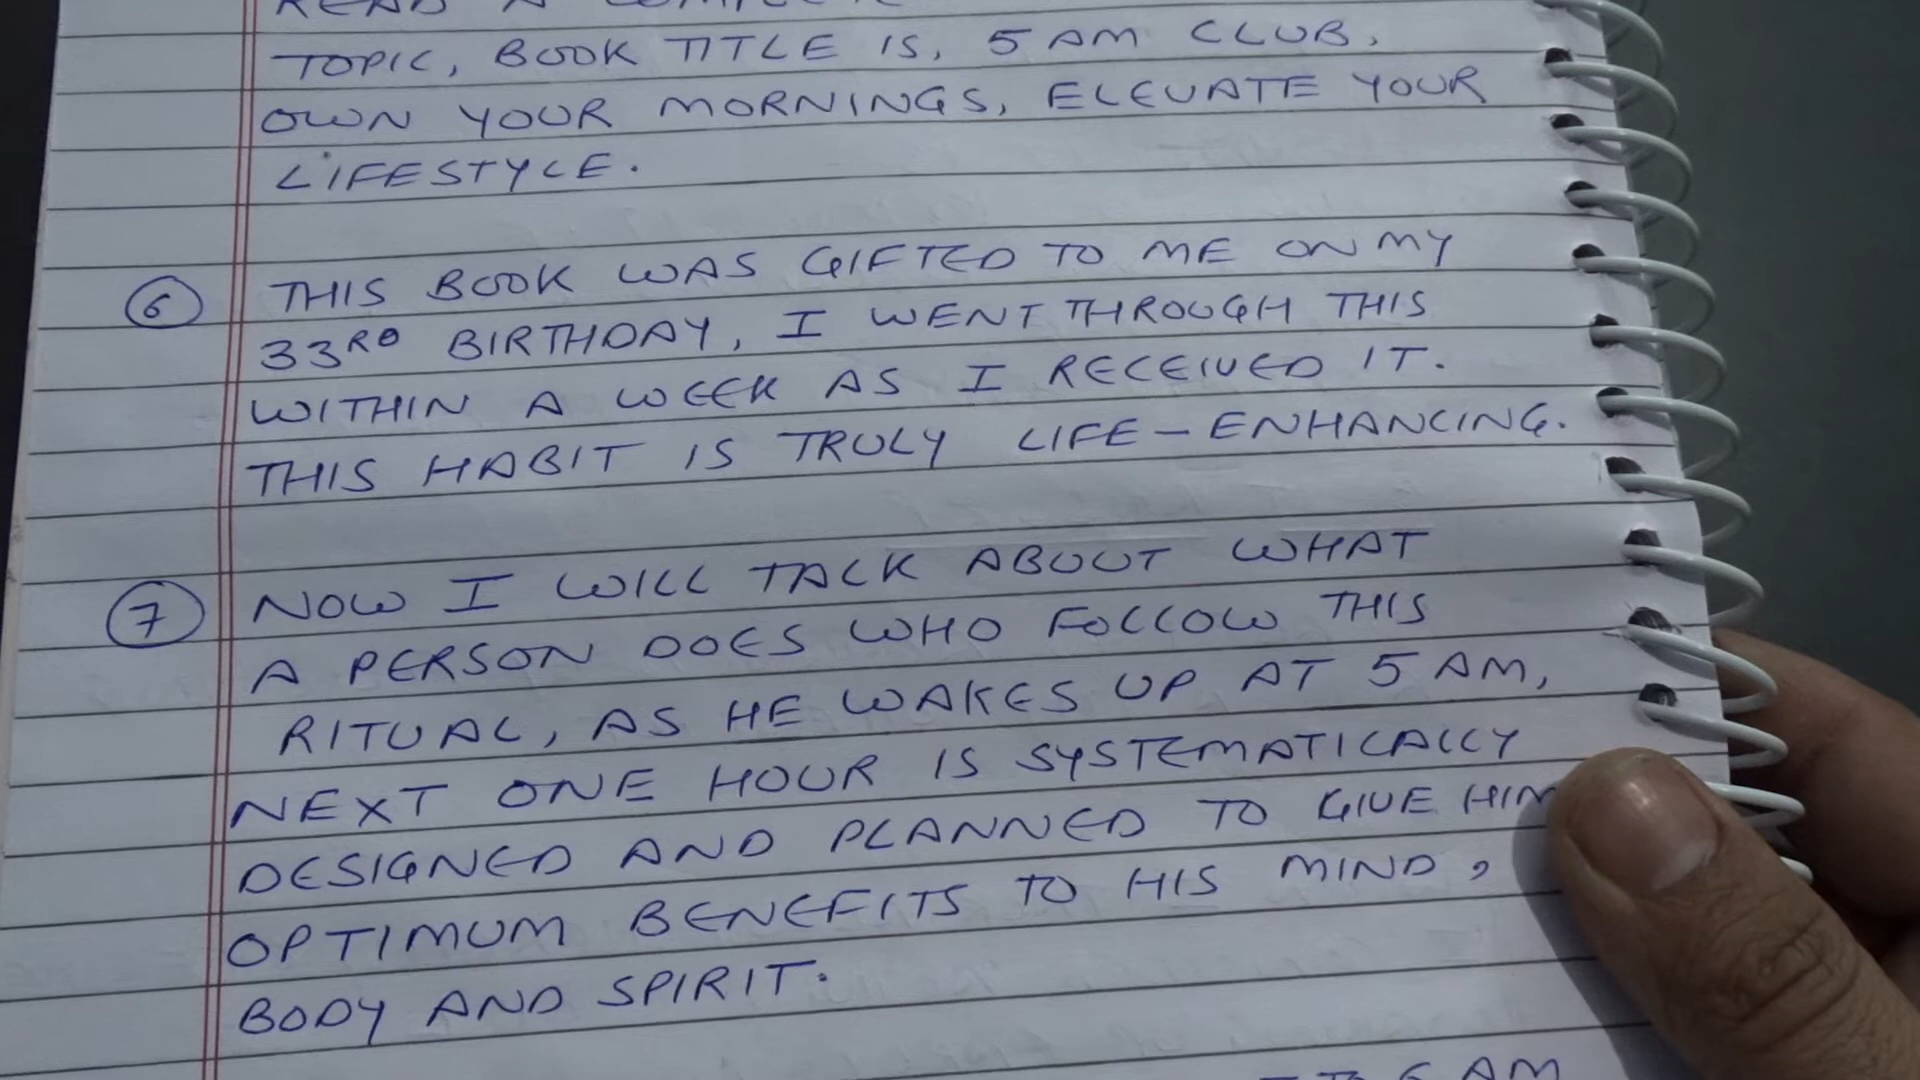 READ A
TOPIC, BOOK TITLE IS, 5 AM CLUB,
OWN YOUR MORNINGS, ELEVATE YOUR
LIFESTYLE.
6 THIS BOOK WAS GIFTED TO ME ON MY
33RD BIRTHDAY, I WENT THROUGH THIS
WITHIN A WEEK AS I RECEIVED IT.
THIS HABIT IS TRULY LIFE-ENHANCING.
7 NOW I WILL TALK ABOUT WHAT
A PERSON DOES WHO FOLLOW THIS
RITUAL, AS HE WAKES UP AT 5 AM,
NEXT ONE HOUR IS SYSTEMATICALLY
DESIGNED AND PLANNED TO GIVE HIM
OPTIMUM BENEFITS TO HIS MIND,
BODY AND SPIRIT.
AM